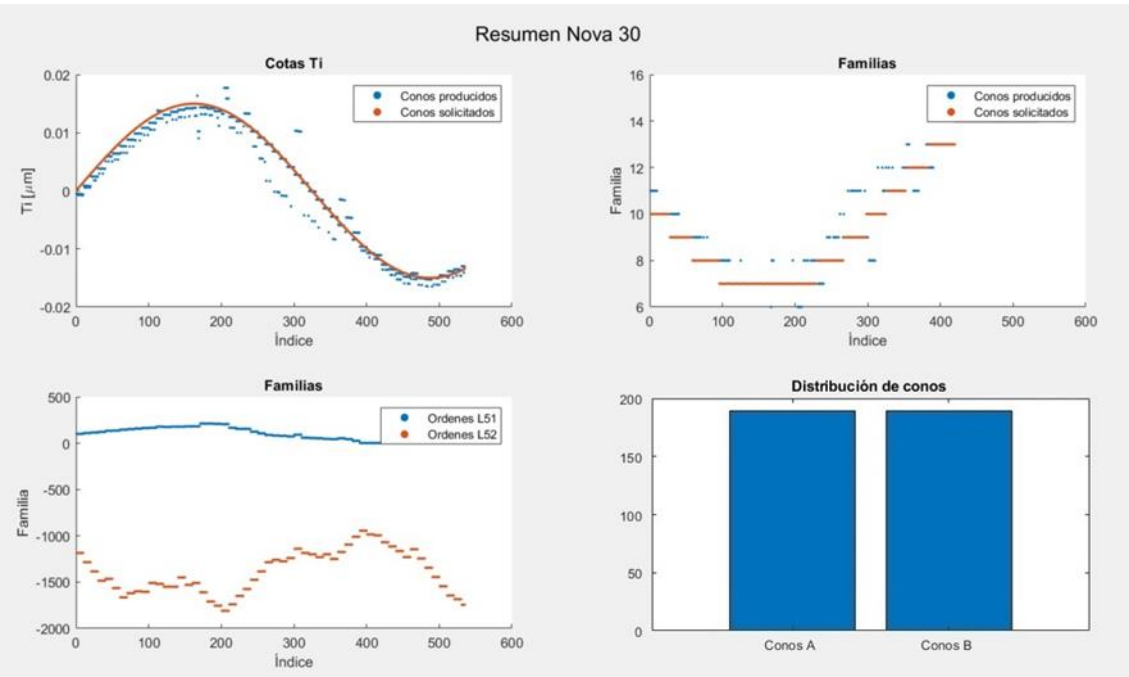 Resumen Nova 30
Cotas Ti
0.02
0.01
0
-0.01
-0.02
Ti [μm]
0 100 200 300 400 500 600
Ìndice
Conos producidos
Conos solicitados
Familias
16
14
12
10
8
6
Familia
0 100 200 300 400 500 600
Ìndice
Conos producidos
Conos solicitados
Familias
500
0
-500
-1000
-1500
-2000
Familia
0 100 200 300 400 500 600
Ìndice
Ordenes L51
Ordenes L52
Distribución de conos
200
150
100
50
0
Conos A Conos B